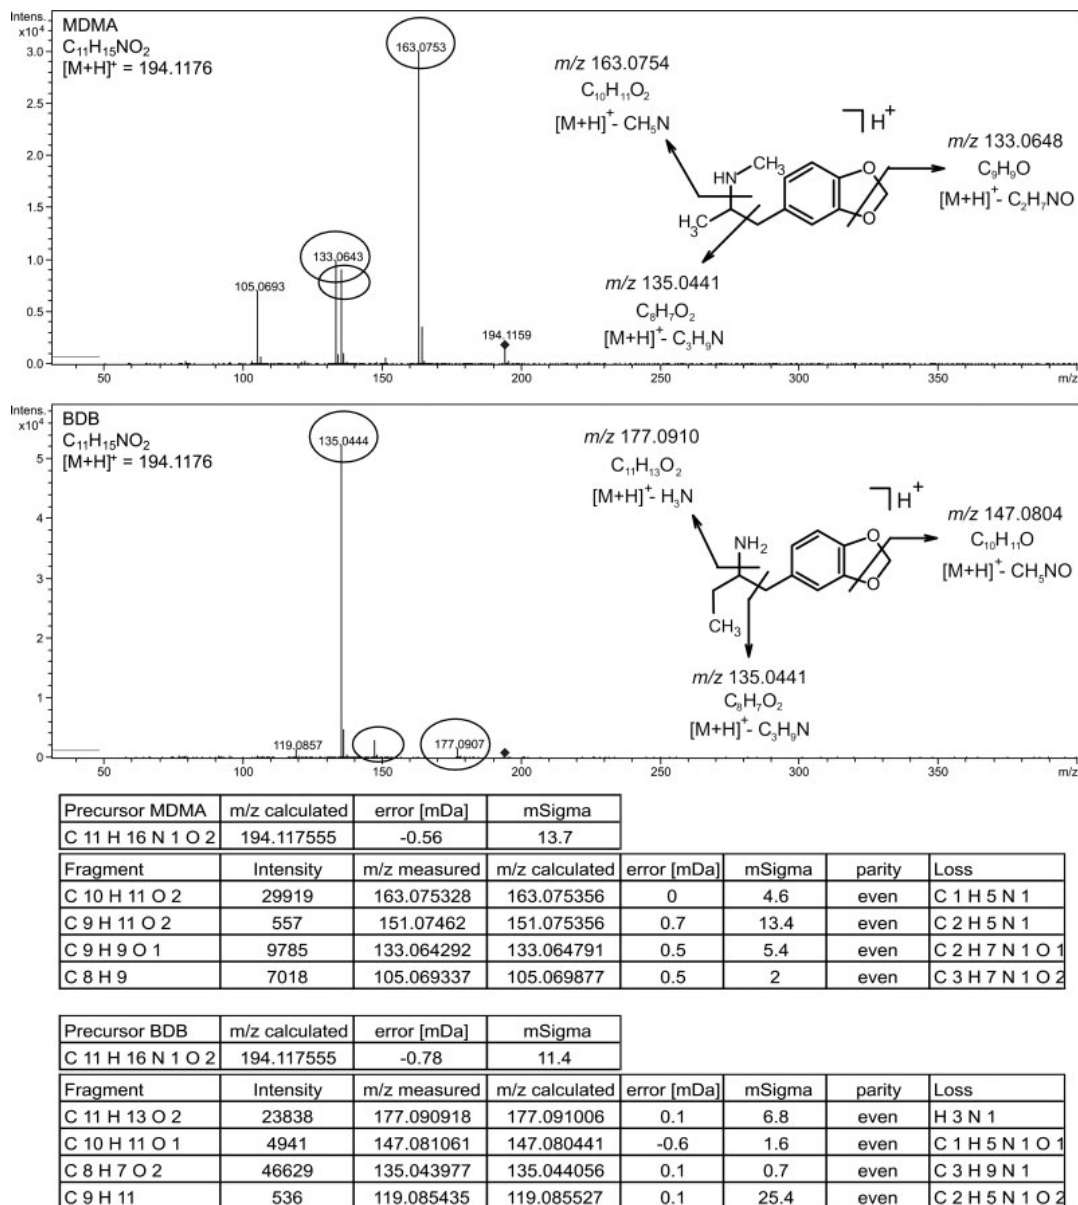 Intens.
x10⁴
MDMA
C₁₁H₁₅NO₂
[M+H]⁺ = 194.1176
3.0
2.5
2.0
1.5
1.0
0.5
0.0
163.0753
133.0643
105.0693
194.1159
50 100 150 200 250 300 350 m/z
m/z 163.0754
C₁₀H₁₁O₂
[M+H]⁺- CH₅N
H⁺
HN CH₃
H₃C
O
O
m/z 133.0648
C₉H₉O
[M+H]⁺- C₂H₇NO
m/z 135.0441
C₈H₇O₂
[M+H]⁺- C₃H₉N
Intens.
x10⁴
BDB
C₁₁H₁₅NO₂
[M+H]⁺ = 194.1176
5
4
3
2
1
0
135.0444
119.0857
177.0907
50 100 150 200 250 300 350 m/z
m/z 177.0910
C₁₁H₁₃O₂
[M+H]⁺- H₃N
H⁺
NH₂
CH₃
O
O
m/z 147.0804
C₁₀H₁₁O
[M+H]⁺- CH₅NO
m/z 135.0441
C₈H₇O₂
[M+H]⁺- C₃H₉N
Precursor MDMA m/z calculated error [mDa] mSigma
C 11 H 16 N 1 O 2 194.117555 -0.56 13.7
Fragment Intensity m/z measured m/z calculated error [mDa] mSigma parity Loss
C 10 H 11 O 2 29919 163.075328 163.075356 0 4.6 even C 1 H 5 N 1
C 9 H 11 O 2 557 151.07462 151.075356 0.7 13.4 even C 2 H 5 N 1
C 9 H 9 O 1 9785 133.064292 133.064791 0.5 5.4 even C 2 H 7 N 1 O 1
C 8 H 9 7018 105.069337 105.069877 0.5 2 even C 3 H 7 N 1 O 2
Precursor BDB m/z calculated error [mDa] mSigma
C 11 H 16 N 1 O 2 194.117555 -0.78 11.4
Fragment Intensity m/z measured m/z calculated error [mDa] mSigma parity Loss
C 11 H 13 O 2 23838 177.090918 177.091006 0.1 6.8 even H 3 N 1
C 10 H 11 O 1 4941 147.081061 147.080441 -0.6 1.6 even C 1 H 5 N 1 O 1
C 8 H 7 O 2 46629 135.043977 135.044056 0.1 0.7 even C 3 H 9 N 1
C 9 H 11 536 119.085435 119.085527 0.1 25.4 even C 2 H 5 N 1 O 2